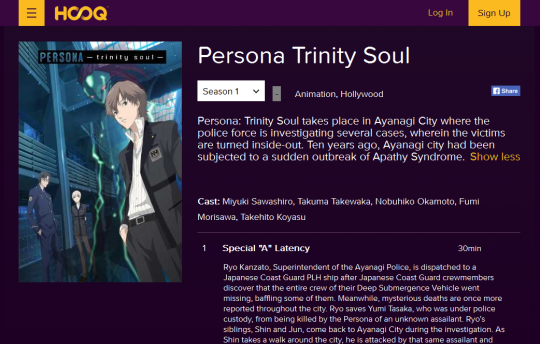 HOOQ
Log In
Sign Up
PERSONA — trinity soul —
Persona Trinity Soul
Season 1
-
Animation, Hollywood
Share
Persona: Trinity Soul takes place in Ayanagi City where the
police force is investigating several cases, wherein the victims
are turned inside-out. Ten years ago, Ayanagi city had been
subjected to a sudden outbreak of Apathy Syndrome. Show less
Cast: Miyuki Sawashiro, Takuma Takewaka, Nobuhiko Okamoto, Fumi
Morisawa, Takehito Koyasu
1 Special "A" Latency 30min
Ryo Kanzato, Superintendent of the Ayanagi Police, is dispatched to a
Japanese Coast Guard PLH ship after Japanese Coast Guard crewmembers
discover that the entire crew of their Deep Submergence Vehicle went
missing, baffling some of them. Meanwhile, mysterious deaths are once more
reported throughout the city. Ryo saves Yumi Tasaka, who was under police
custody, from being killed by the Persona of an unknown assailant. Ryo's
siblings, Shin and Jun, come back to Ayanagi City during the investigation. As
Shin takes a walk around the city, he is attacked by that same assailant and